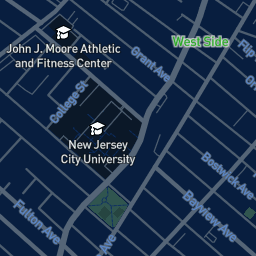 John J. Moore Athletic
and Fitness Center
West Side
Grant Ave
College St
New Jersey
City University
Bostwick Ave
Bayview Ave
Fulton Ave
Ave